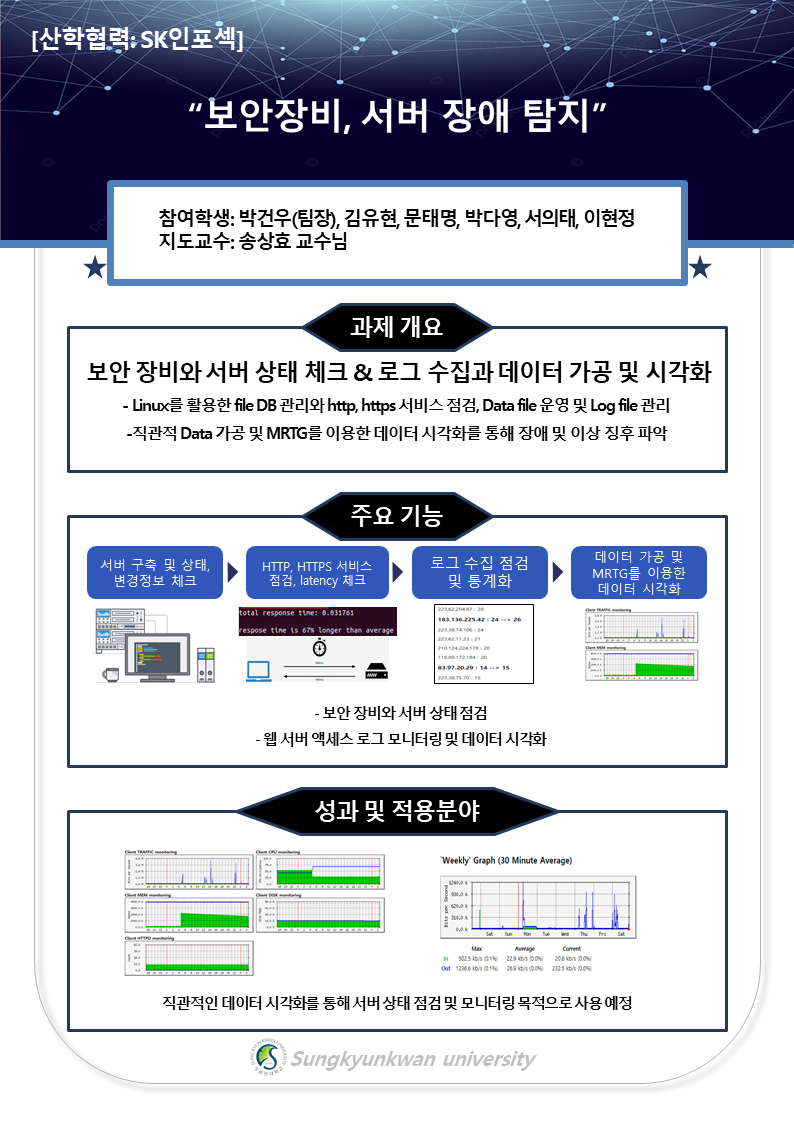 [산학협력: SK인포섹]
“보안장비, 서버 장애 탐지”
참여학생: 박건우(팀장), 김유현, 문태명, 박다영, 서의태, 이현정
지도교수: 송상효 교수님
과제 개요
보안 장비와 서버 상태 체크 & 로그 수집과 데이터 가공 및 시각화
- Linux를 활용한 file DB 관리와 http, https 서비스 점검, Data file 운영 및 Log file 관리
-직관적 Data 가공 및 MRTG를 이용한 데이터 시각화를 통해 장애 및 이상 징후 파악
주요 기능
서버 구축 및 상태,
변경정보 체크
HTTP, HTTPS 서비스
점검, latency 체크
로그 수집 점검
및 통계화
데이터 가공 및
MRTG를 이용한
데이터 시각화
total response time: 0.031761
respose time is 67% longer than average
223.62.204.87 : 28
183.136.225.42 : 24 --> 26
223.38.74.106 : 24
223.62.11.23 : 21
210.124.224.178 : 20
118.89.172.184 : 20
83.97.20.29 : 14 --> 15
223.38.75.70 : 15
Client TRAFFIC monitoring
Client MEM monitoring
- 보안 장비와 서버 상태 점검
- 웹 서버 액세스 로그 모니터링 및 데이터 시각화
성과 및 적용분야
Client TRAFFIC monitoring
Client CPU monitoring
Client MEM monitoring
Client DISK monitoring
Client HTTPD monitoring
`Weekly' Graph (30 Minute Average)
Bits per Second
1240.0 k
930.0 k
620.0 k
310.0 k
0.0 k
Sat Sun Mon Tue Wed Thu Fri Sat
Max Average Current
In 502.5 kb/s (0.1%) 22.9 kb/s (0.0%) 20.6 kb/s (0.0%)
Out 1236.6 kb/s (0.1%) 26.9 kb/s (0.0%) 232.5 kb/s (0.0%)
직관적인 데이터 시각화를 통해 서버 상태 점검 및 모니터링 목적으로 사용 예정
Sungkyunkwan university